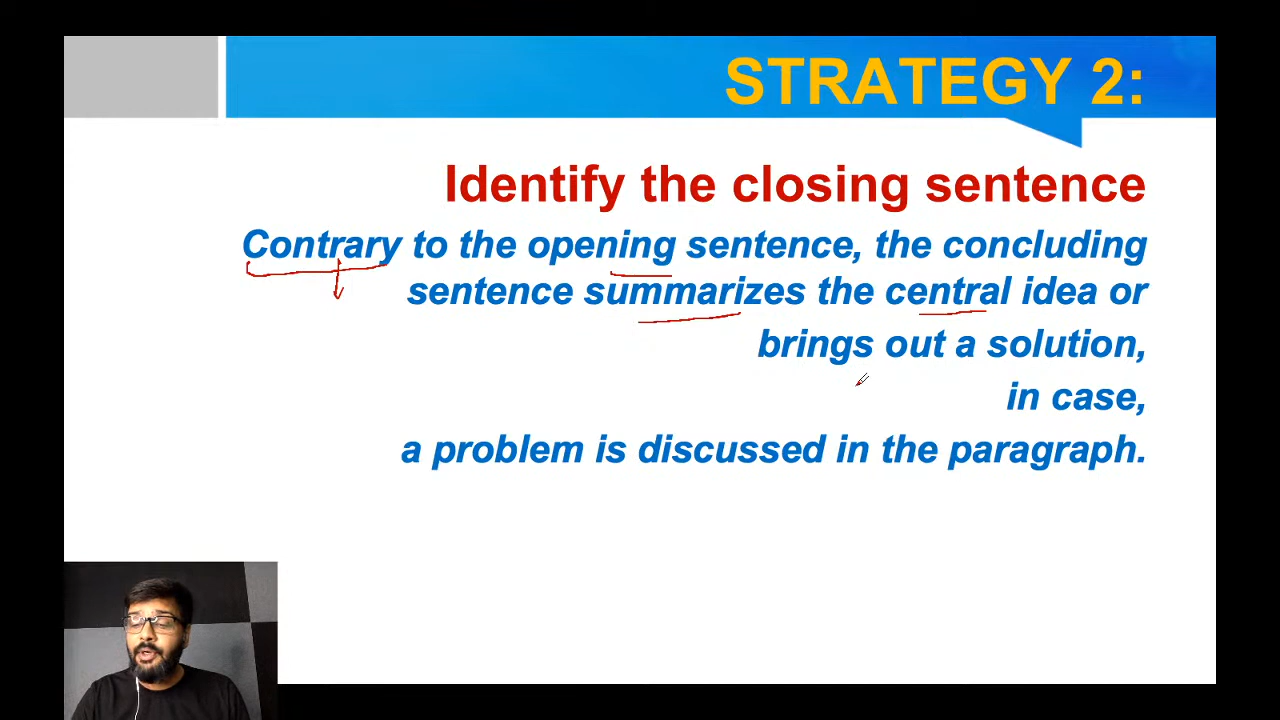 STRATEGY 2:
Identify the closing sentence
Contrary to the opening sentence, the concluding
sentence summarizes the central idea or
brings out a solution,
in case,
a problem is discussed in the paragraph.